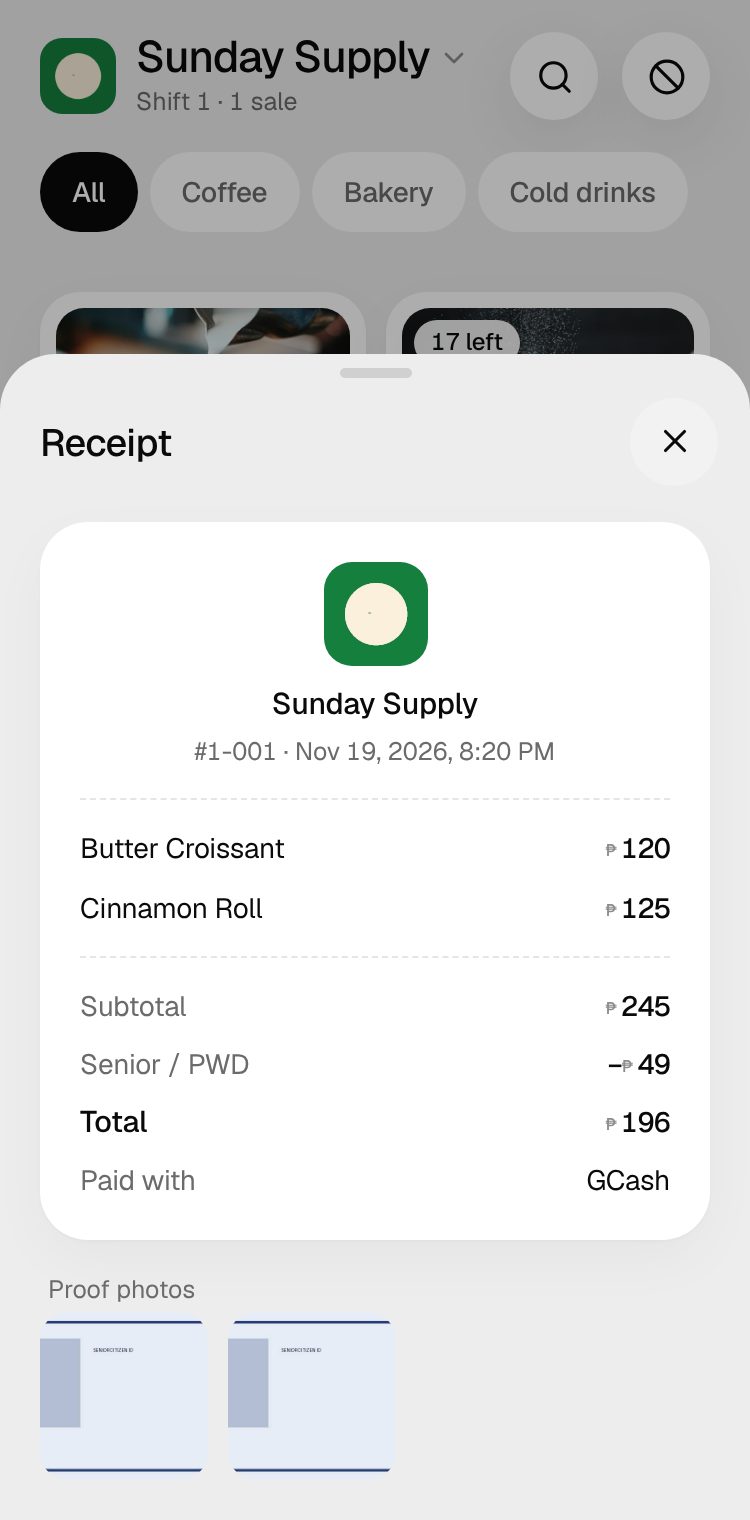 Sunday Supply
Shift 1 · 1 sale
All
Coffee
Bakery
Cold drinks
17 left
Receipt
Sunday Supply
#1-001 · Nov 19, 2026, 8:20 PM
Butter Croissant ₱120
Cinnamon Roll ₱125
Subtotal ₱245
Senior / PWD −₱49
Total ₱196
Paid with GCash
Proof photos
SENIOR CITIZEN ID
SENIOR CITIZEN ID